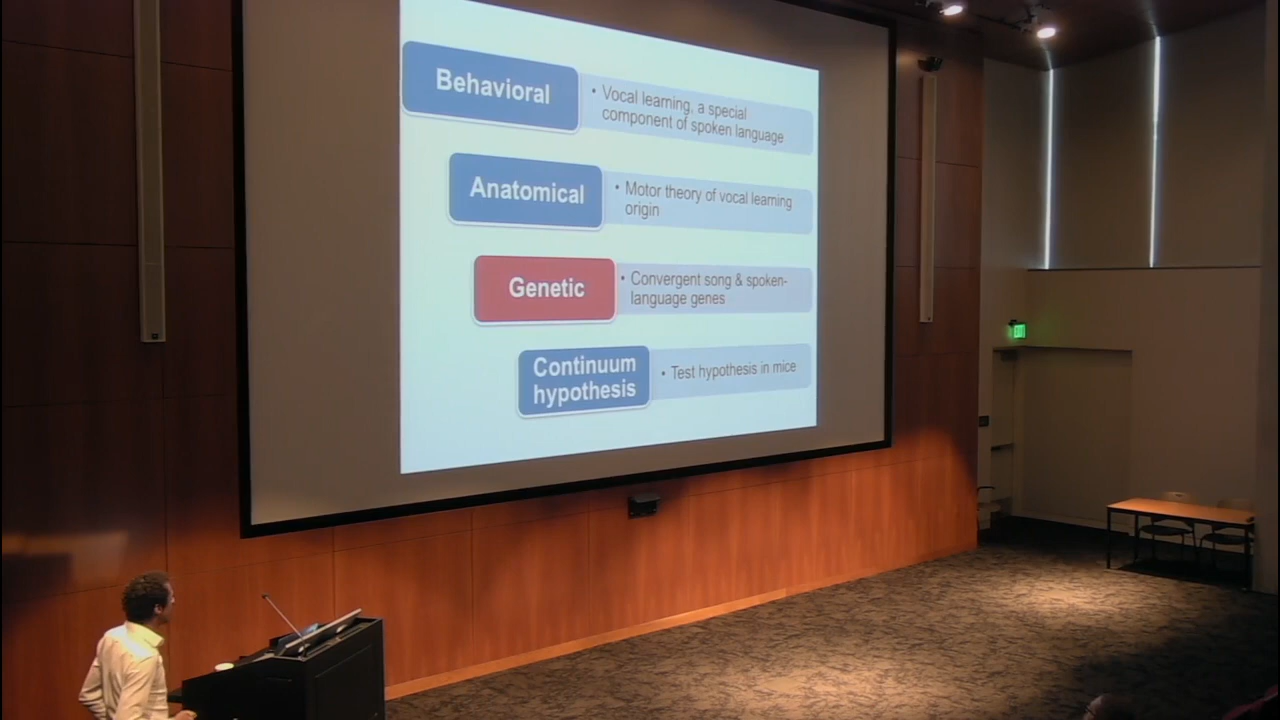 Behavioral
• Vocal learning, a special
component of spoken language
Anatomical
• Motor theory of vocal learning
origin
Genetic
• Convergent song & spoken-
language genes
Continuum
hypothesis
• Test hypothesis in mice